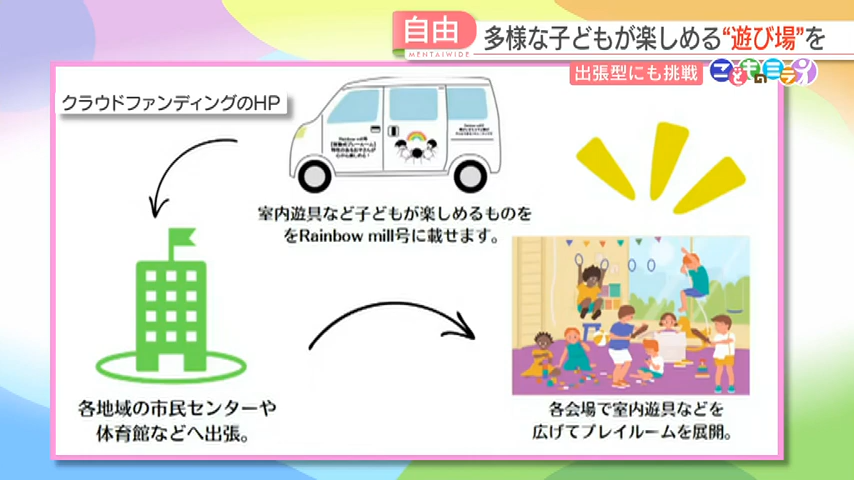 自由
MENTAIWIDE
多様な子どもが楽しめる“遊び場”を
出張型にも挑戦
こどものミライ
クラウドファンディングのHP
室内遊具など子どもが楽しめるものを
をRainbow mill号に載せます。
各地域の市民センターや
体育館などへ出張。
各会場で室内遊具などを
広げてプレイルームを展開。